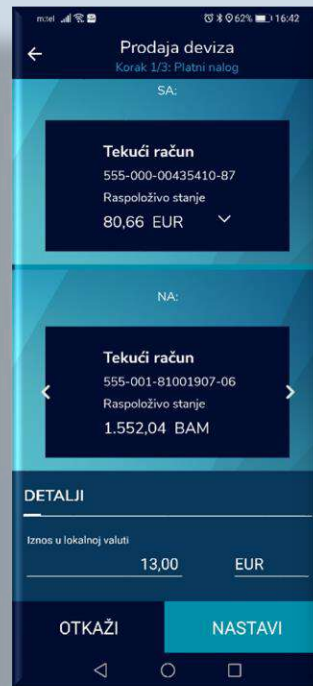 m:tel 62% 16:42
Prodaja deviza
Korak 1/3: Platni nalog
SA:
Tekući račun
555-000-00435410-87
Raspoloživo stanje
80,66 EUR
NA:
Tekući račun
555-001-81001907-06
Raspoloživo stanje
1.552,04 BAM
DETALJI
Iznos u lokalnoj valuti
13,00 EUR
OTKAŽI NASTAVI